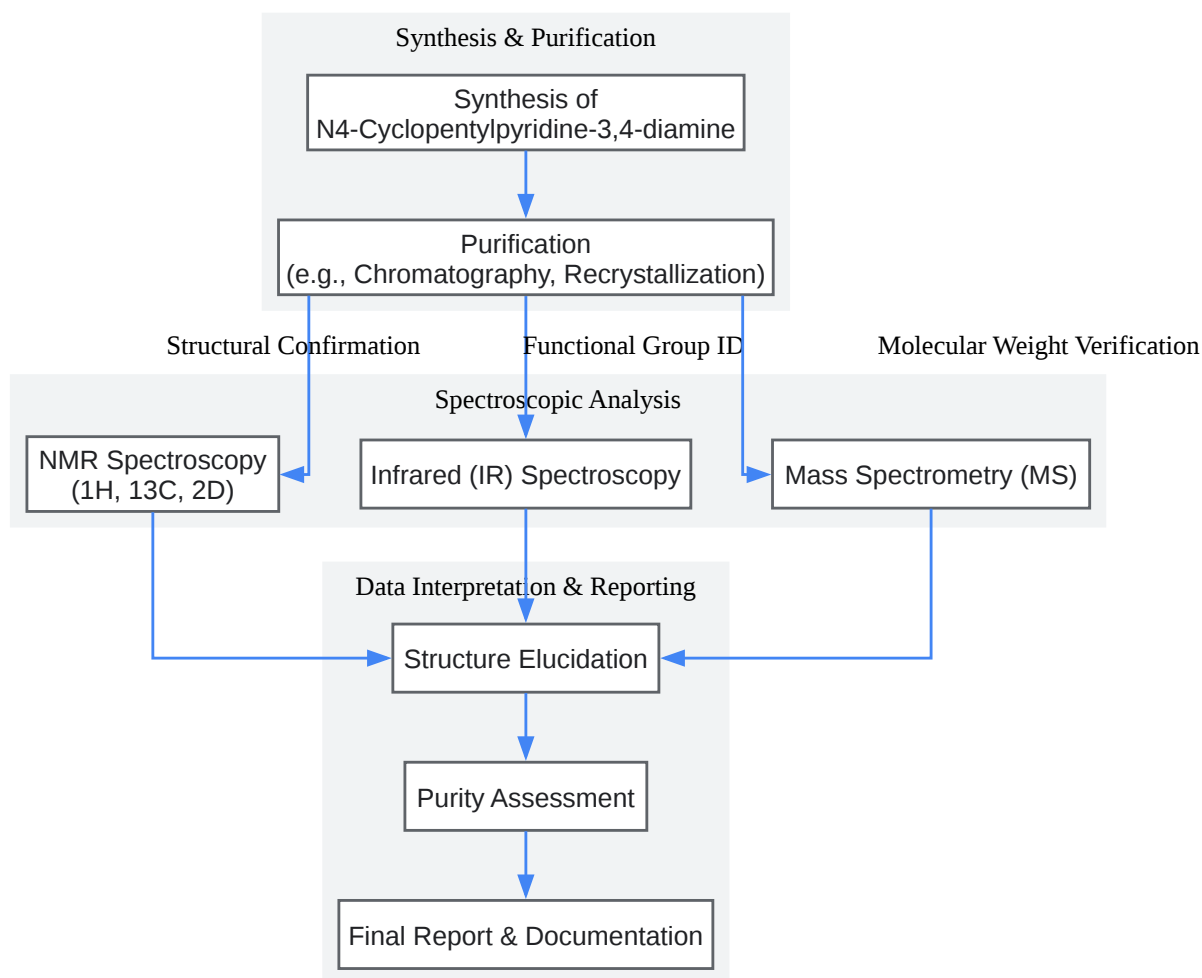 Synthesis & Purification
Synthesis of
N4-Cyclopentylpyridine-3,4-diamine
Purification
(e.g., Chromatography, Recrystallization)
Structural Confirmation
Functional Group ID
Molecular Weight Verification
Spectroscopic Analysis
NMR Spectroscopy
(1H, 13C, 2D)
Infrared (IR) Spectroscopy
Mass Spectrometry (MS)
Data Interpretation & Reporting
Structure Elucidation
Purity Assessment
Final Report & Documentation